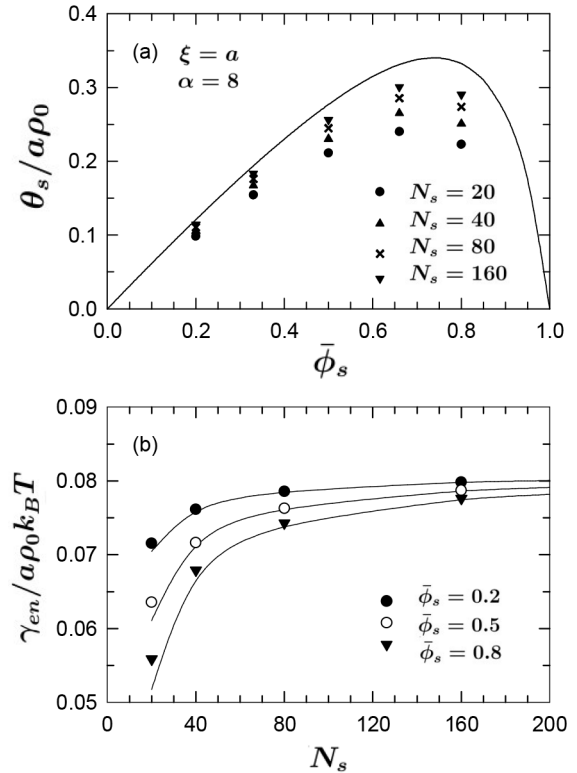 0.4
(a)
ξ = a
α = 8
0.3
0.2
0.1
0.0
θ_s/aρ_0
N_s = 20
N_s = 40
N_s = 80
N_s = 160
0.0 0.2 0.4 0.6 0.8 1.0
ϕ̄_s
0.09
(b)
0.08
0.07
0.06
0.05
γ_en/aρ_0k_BT
ϕ̄_s = 0.2
ϕ̄_s = 0.5
ϕ̄_s = 0.8
0 40 80 120 160 200
N_s